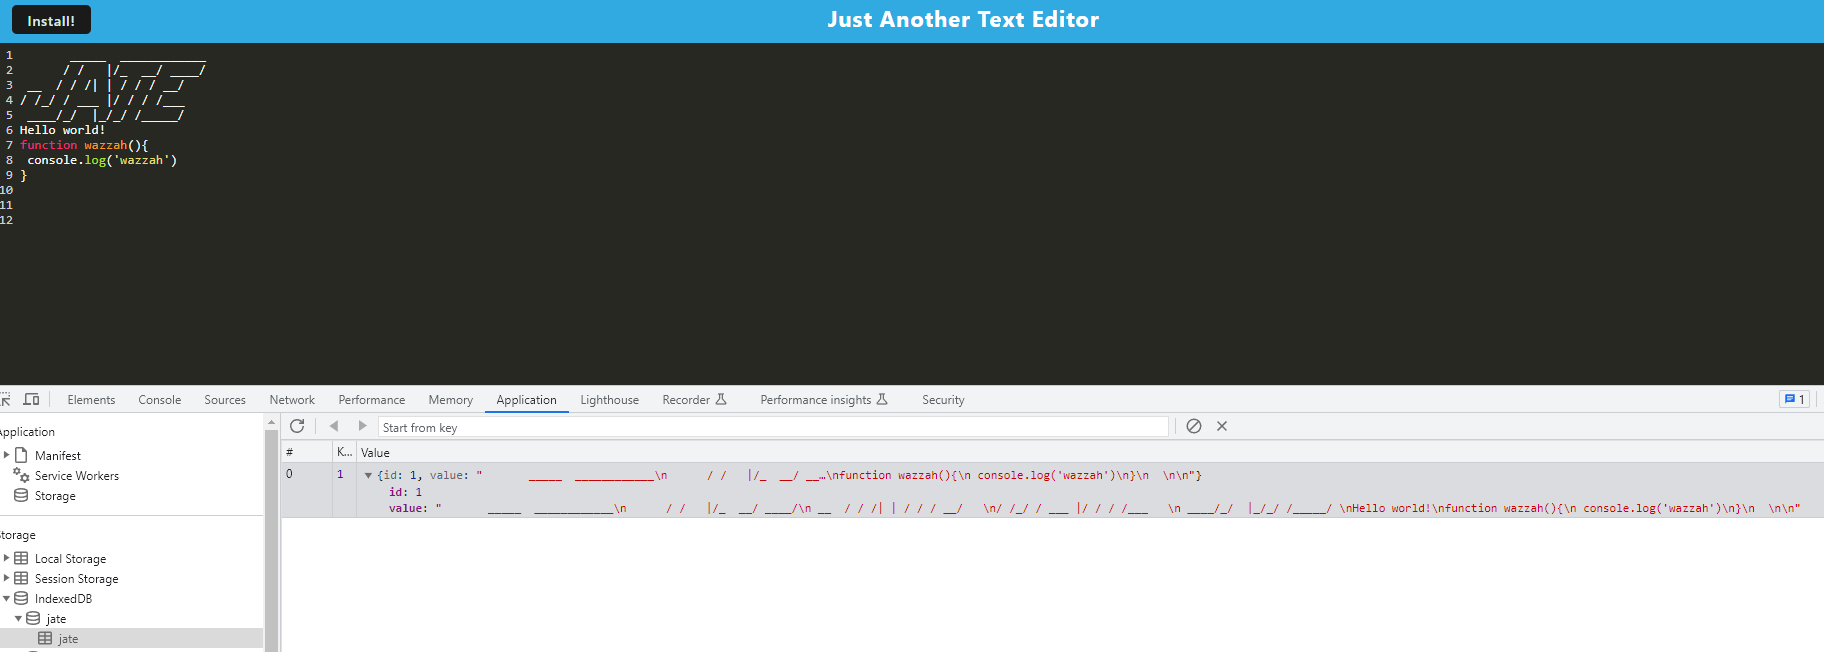 Install!
Just Another Text Editor
1         _____  ____________
2       / /   |/_  __/ ____/
3  __  / / /| | / / / __/
4 / /_/ / ___ |/ / / /___
5  ____/_/  |_/_/ /_____/
6 Hello world!
7 function wazzah(){
8  console.log('wazzah')
9 }
10
11
12
Elements Console Sources Network Performance Memory Application Lighthouse Recorder Performance insights Security 1
Application
Manifest
Service Workers
Storage
Storage
Local Storage
Session Storage
IndexedDB
jate
jate
Start from key
# K... Value
0 1 {id: 1, value: "       _____  ____________\n      / /   |/_  __/ __…\nfunction wazzah(){\n console.log('wazzah')\n}\n  \n\n"}
id: 1
value: "       _____  ____________\n      / /   |/_  __/ ____/\n __  / / /| | / / / __/   \n/ /_/ / ___ |/ / / /___   \n ____/_/  |_/_/ /_____/ \nHello world!\nfunction wazzah(){\n console.log('wazzah')\n}\n  \n\n"